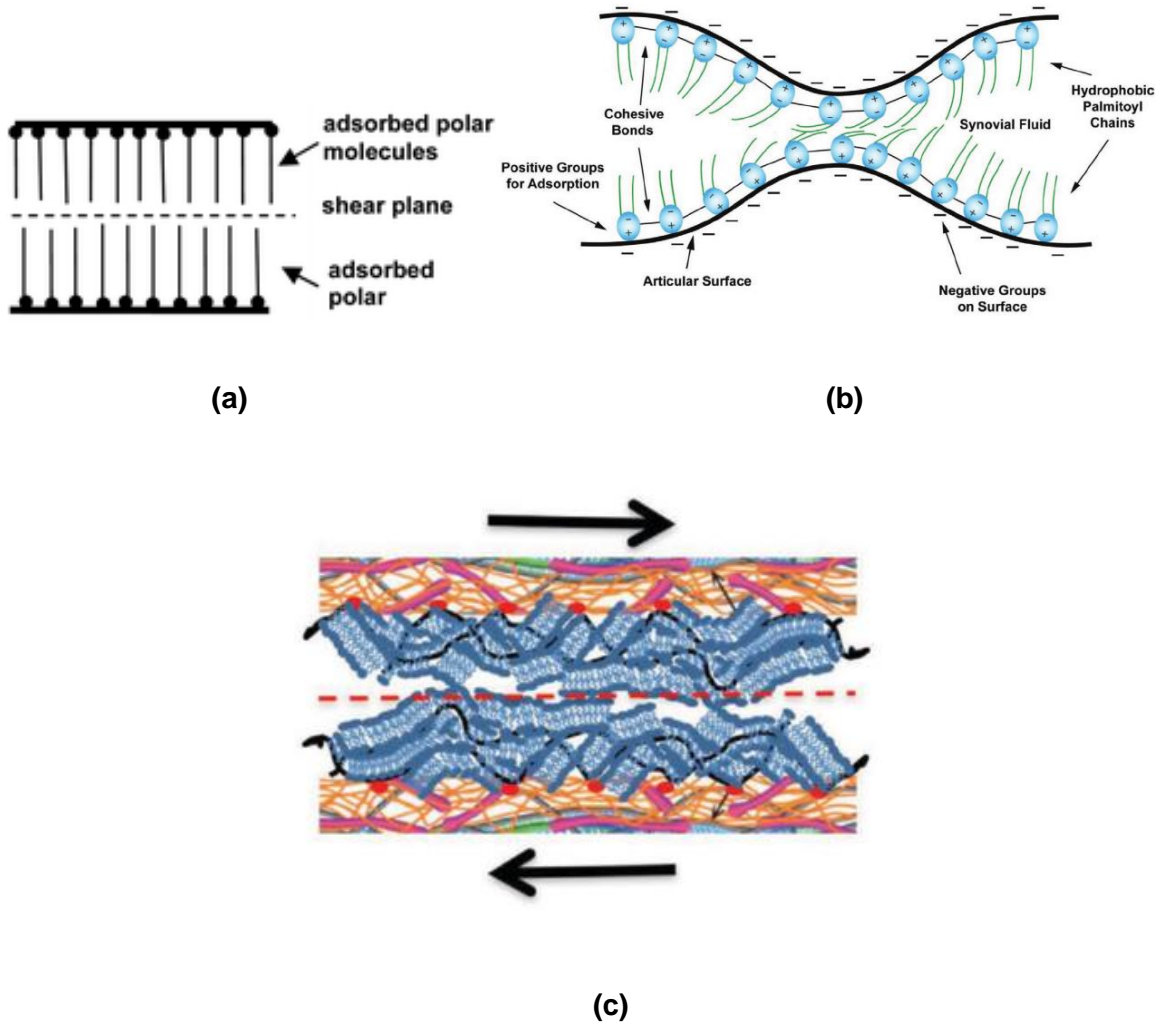 adsorbed polar
molecules
shear plane
adsorbed
polar
(a)
Cohesive
Bonds
Positive Groups
for Adsorption
Articular Surface
Synovial Fluid
Hydrophobic
Palmitoyl
Chains
Negative Groups
on Surface
(b)
(c)